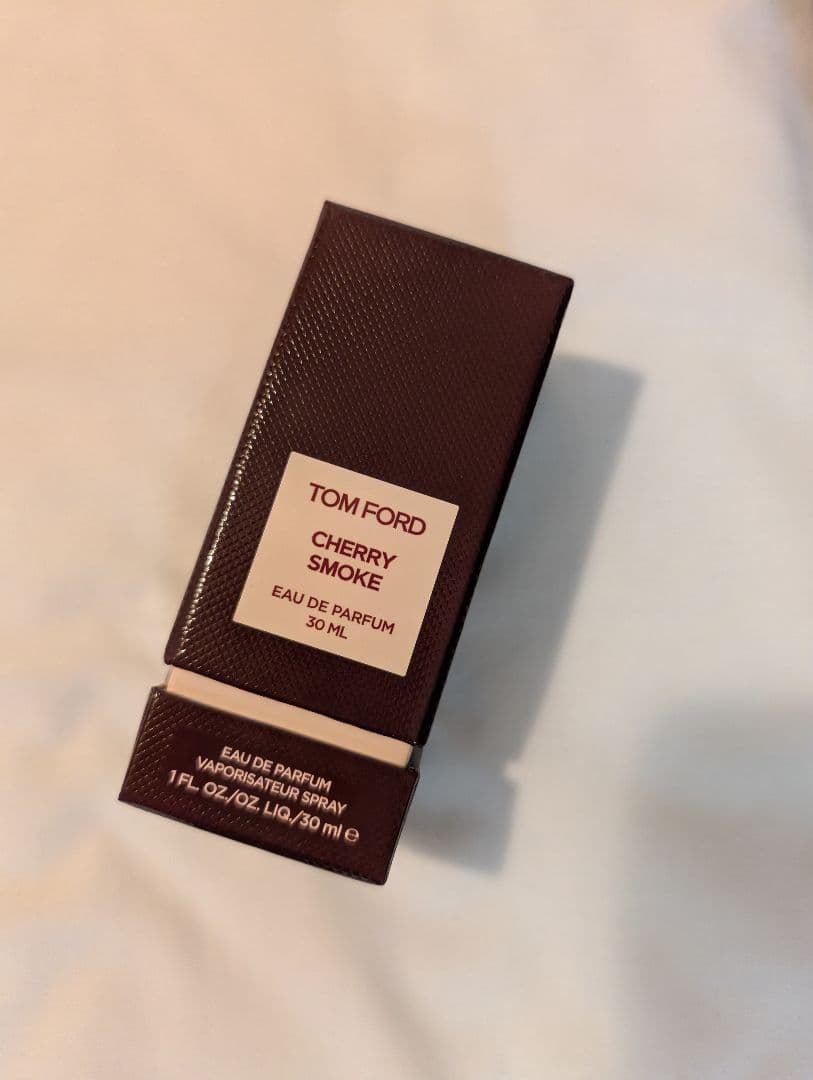 TOM FORD
CHERRY
SMOKE
EAU DE PARFUM
30 ML
EAU DE PARFUM
VAPORISATEUR SPRAY
1 FL. OZ./OZ. LIQ./30 ml ℮